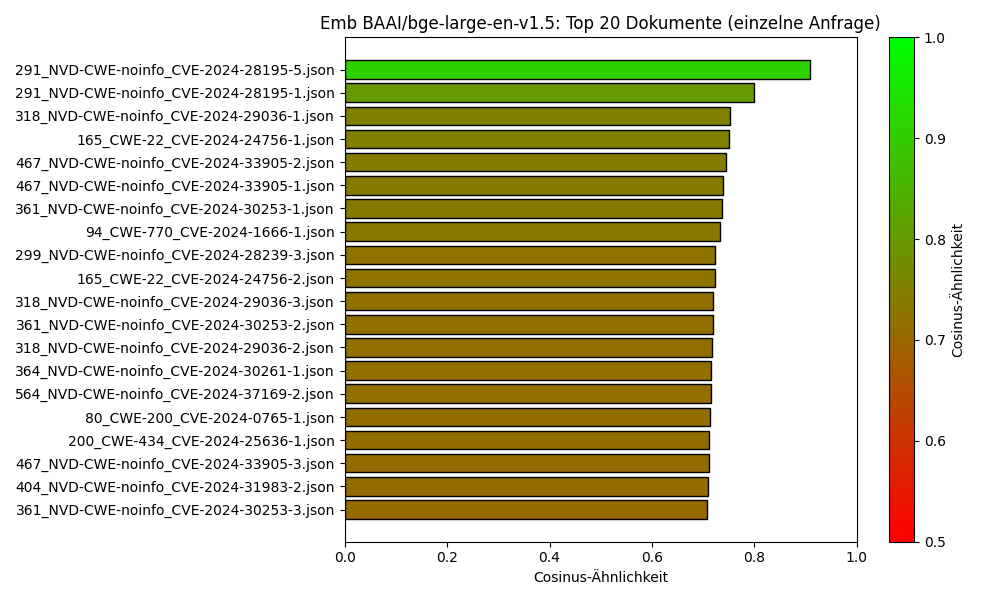 Emb BAAI/bge-large-en-v1.5: Top 20 Dokumente (einzelne Anfrage)
291_NVD-CWE-noinfo_CVE-2024-28195-5.json
291_NVD-CWE-noinfo_CVE-2024-28195-1.json
318_NVD-CWE-noinfo_CVE-2024-29036-1.json
165_CWE-22_CVE-2024-24756-1.json
467_NVD-CWE-noinfo_CVE-2024-33905-2.json
467_NVD-CWE-noinfo_CVE-2024-33905-1.json
361_NVD-CWE-noinfo_CVE-2024-30253-1.json
94_CWE-770_CVE-2024-1666-1.json
299_NVD-CWE-noinfo_CVE-2024-28239-3.json
165_CWE-22_CVE-2024-24756-2.json
318_NVD-CWE-noinfo_CVE-2024-29036-3.json
361_NVD-CWE-noinfo_CVE-2024-30253-2.json
318_NVD-CWE-noinfo_CVE-2024-29036-2.json
364_NVD-CWE-noinfo_CVE-2024-30261-1.json
564_NVD-CWE-noinfo_CVE-2024-37169-2.json
80_CWE-200_CVE-2024-0765-1.json
200_CWE-434_CVE-2024-25636-1.json
467_NVD-CWE-noinfo_CVE-2024-33905-3.json
404_NVD-CWE-noinfo_CVE-2024-31983-2.json
361_NVD-CWE-noinfo_CVE-2024-30253-3.json
0.0 0.2 0.4 0.6 0.8 1.0
Cosinus-Ähnlichkeit
1.0
0.9
0.8
0.7
0.6
0.5
Cosinus-Ähnlichkeit